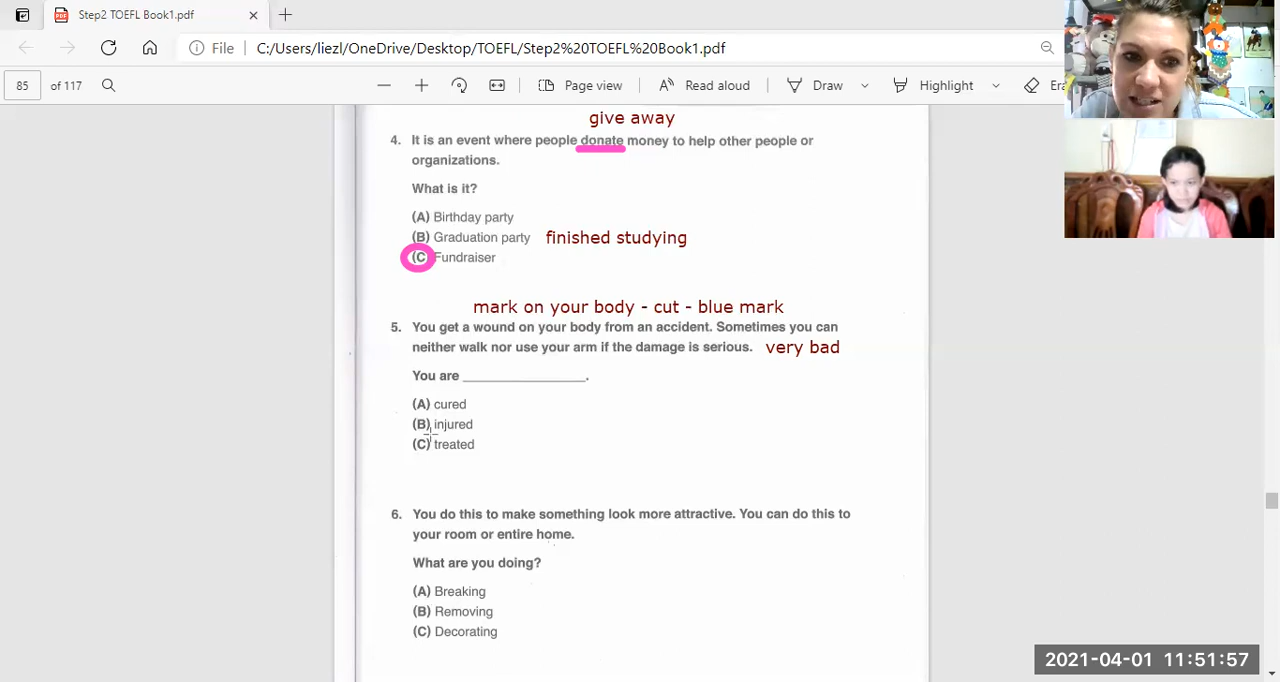 Step2 TOEFL Book1.pdf
File
C:/Users/liezl/OneDrive/Desktop/TOEFL/Step2%20TOEFL%20Book1.pdf
85 of 117
Page view
Read aloud
Draw
Highlight
give away
4. It is an event where people donate money to help other people or
organizations.
What is it?
(A) Birthday party
(B) Graduation party finished studying
(C Fundraiser
mark on your body - cut - blue mark
5. You get a wound on your body from an accident. Sometimes you can
neither walk nor use your arm if the damage is serious. very bad
You are _________________.
(A) cured
(B) injured
(C) treated
6. You do this to make something look more attractive. You can do this to
your room or entire home.
What are you doing?
(A) Breaking
(B) Removing
(C) Decorating
2021-04-01 11:51:57